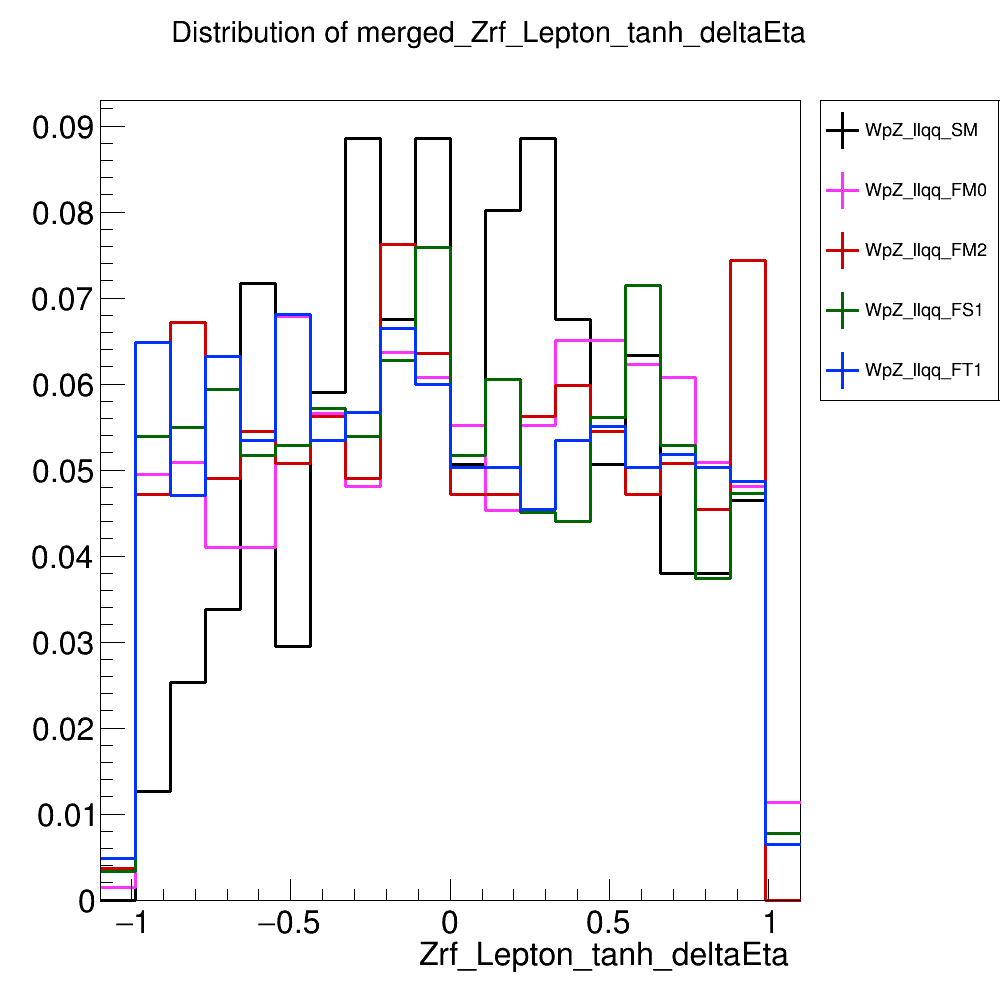 Distribution of merged_Zrf_Lepton_tanh_deltaEta
0.09
0.08
0.07
0.06
0.05
0.04
0.03
0.02
0.01
0
−1
−0.5
0
0.5
1
Zrf_Lepton_tanh_deltaEta
WpZ_llqq_SM
WpZ_llqq_FM0
WpZ_llqq_FM2
WpZ_llqq_FS1
WpZ_llqq_FT1